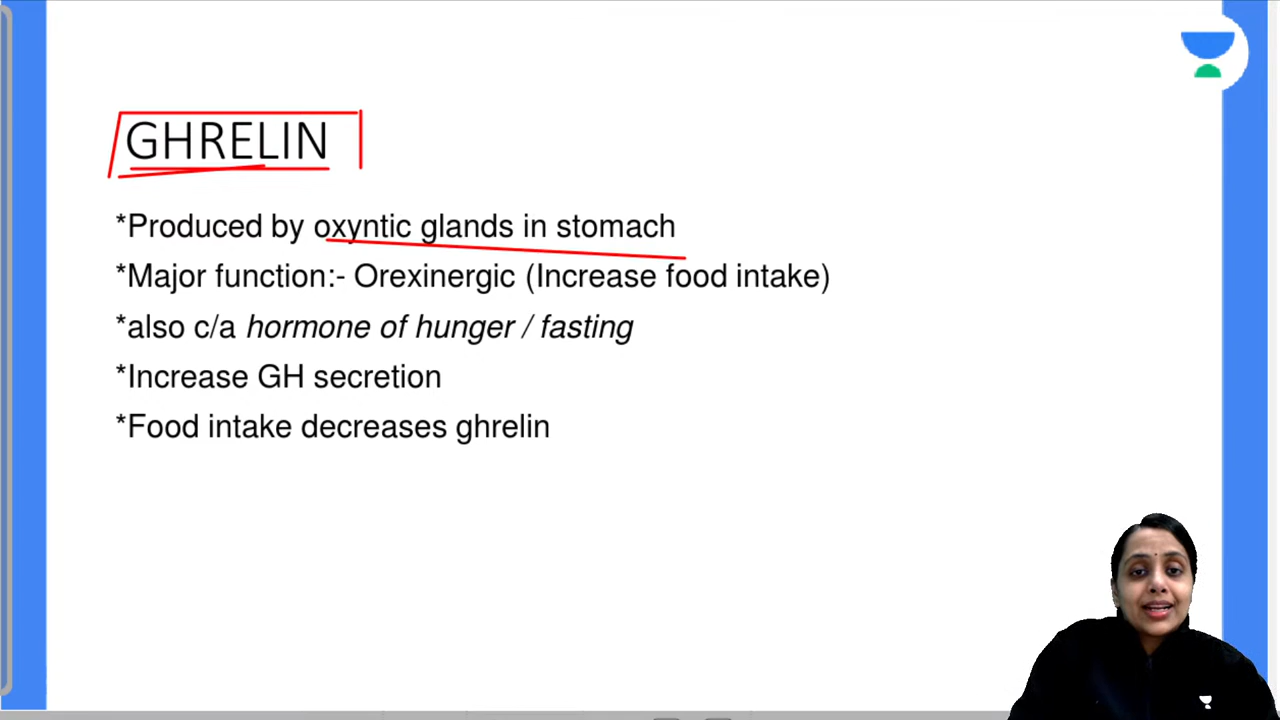 GHRELIN
*Produced by oxyntic glands in stomach
*Major function:- Orexinergic (Increase food intake)
*also c/a hormone of hunger / fasting
*Increase GH secretion
*Food intake decreases ghrelin